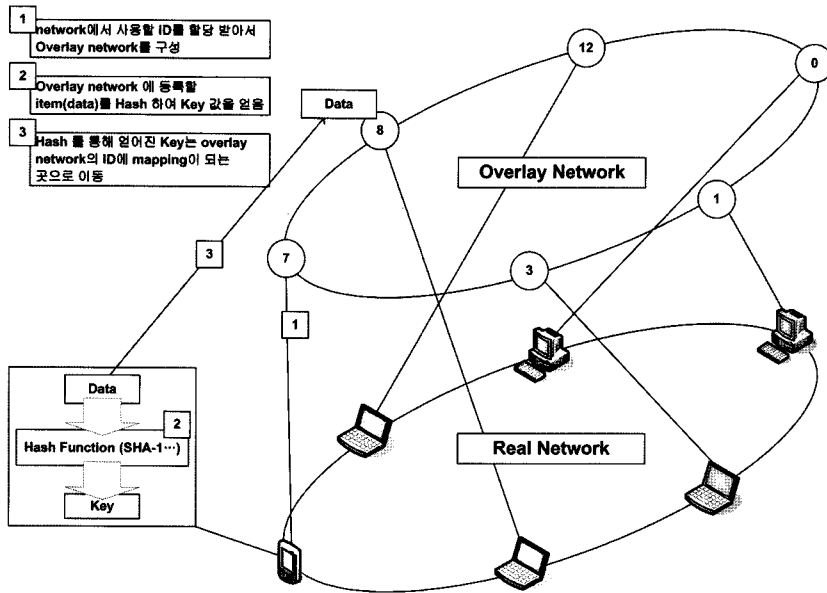 1
network에서 사용할 ID를 할당 받아서
Overlay network를 구성
2
Overlay network 에 등록할
item(data)를 Hash 하여 Key 값을 얻음
3
Hash 를 통해 얻어진 Key는 overlay
network의 ID에 mapping이 되는
곳으로 이동
12
0
Data
8
Overlay Network
1
7
3
3
1
Data
2
Hash Function (SHA-1…)
Key
Real Network